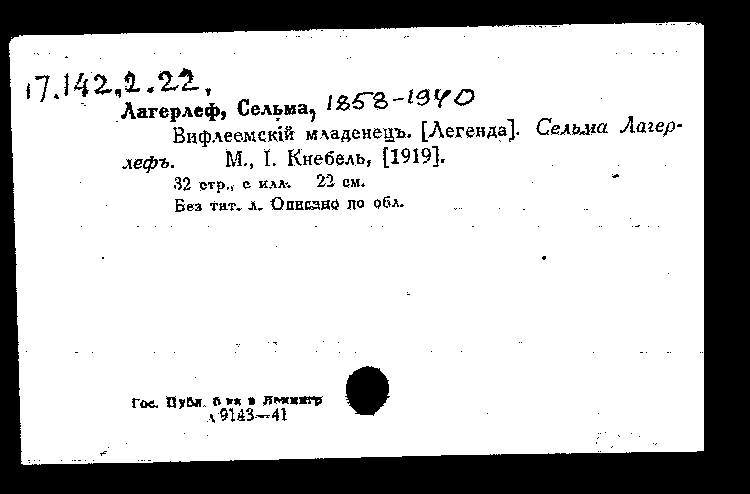 17.142.2.22.
Лагерлеф, Сельма, 1858-1940
Вифлеемскій младенецъ. [Легенда]. Сельма Лагер-
лефъ. М., I. Кнебель, [1919].
32 стр., с илл. 22 см.
Без тит. л. Описано по обл.
Гос. Публ. б-ка в Ленингр
л 9143—41